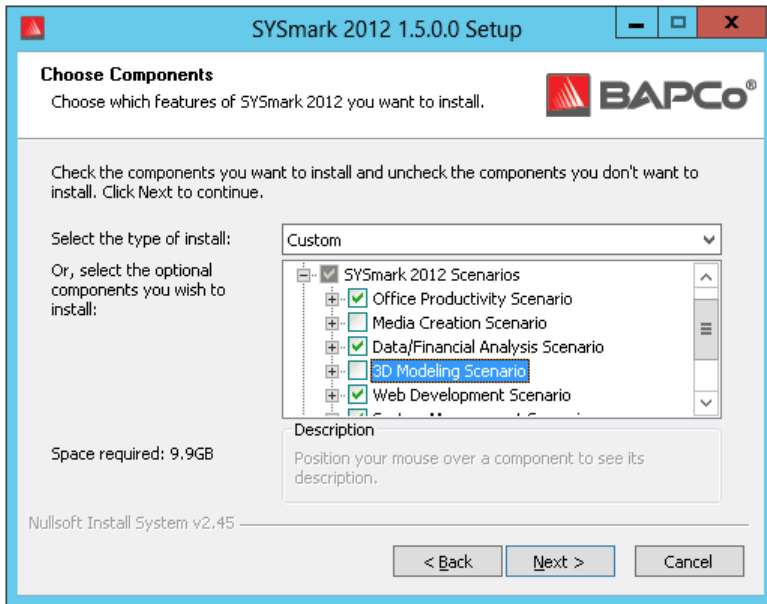 SYSmark 2012 1.5.0.0 Setup
Choose Components
Choose which features of SYSmark 2012 you want to install.
BAPCo®
Check the components you want to install and uncheck the components you don't want to
install. Click Next to continue.
Select the type of install:
Custom
Or, select the optional
components you wish to
install:
SYSmark 2012 Scenarios
Office Productivity Scenario
Media Creation Scenario
Data/Financial Analysis Scenario
3D Modeling Scenario
Web Development Scenario
Space required: 9.9GB
Description
Position your mouse over a component to see its
description.
Nullsoft Install System v2.45
< Back
Next >
Cancel